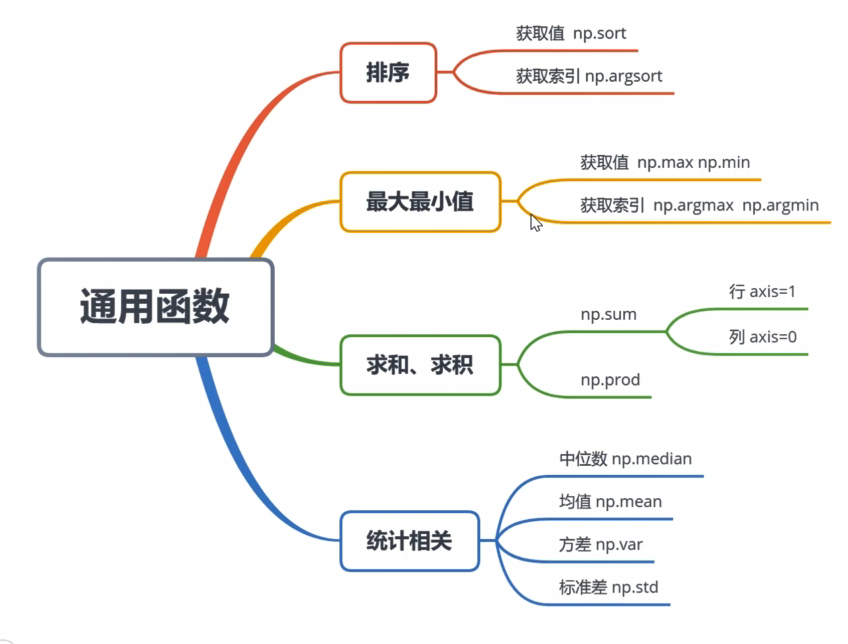 通用函数
排序
获取值 np.sort
获取索引 np.argsort
最大最小值
获取值 np.max np.min
获取索引 np.argmax np.argmin
求和、求积
np.sum
行 axis=1
列 axis=0
np.prod
统计相关
中位数 np.median
均值 np.mean
方差 np.var
标准差 np.std